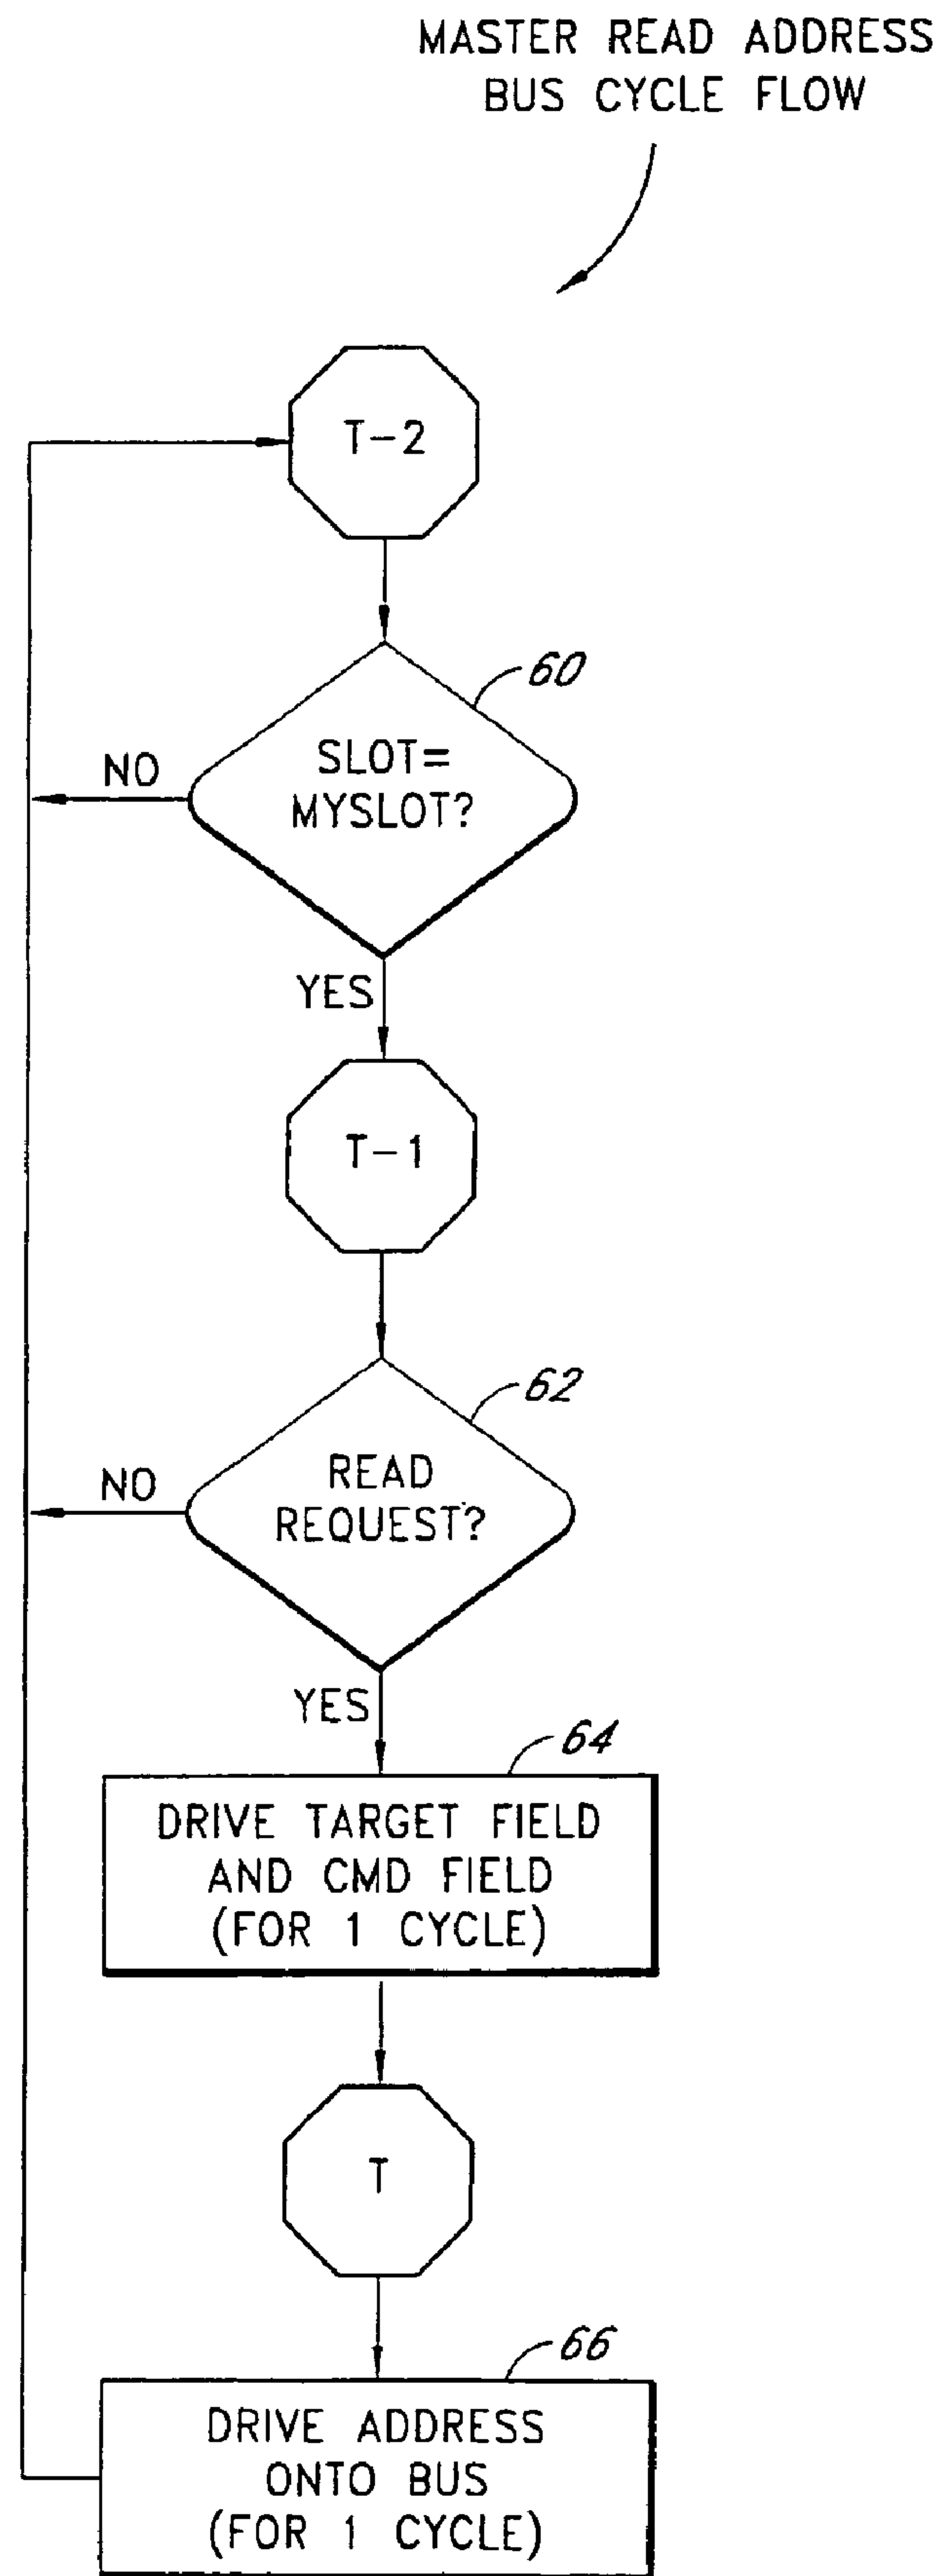 MASTER READ ADDRESS
BUS CYCLE FLOW
T-2
60
SLOT=
MYSLOT?
NO
YES
T-1
62
READ
REQUEST?
NO
YES
64
DRIVE TARGET FIELD
AND CMD FIELD
(FOR 1 CYCLE)
T
66
DRIVE ADDRESS
ONTO BUS
(FOR 1 CYCLE)